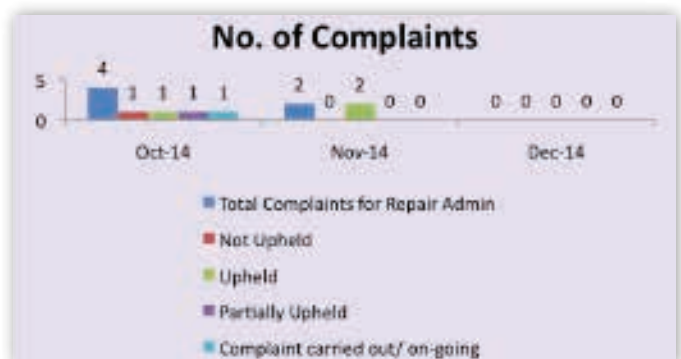 No. of Complaints
5
4 1 1 1 1
2 0 2 0 0
0 0 0 0 0
0
Oct-14 Nov-14 Dec-14
Total Complaints for Repair Admin
Not Upheld
Upheld
Partially Upheld
Complaint carried out/ on-going